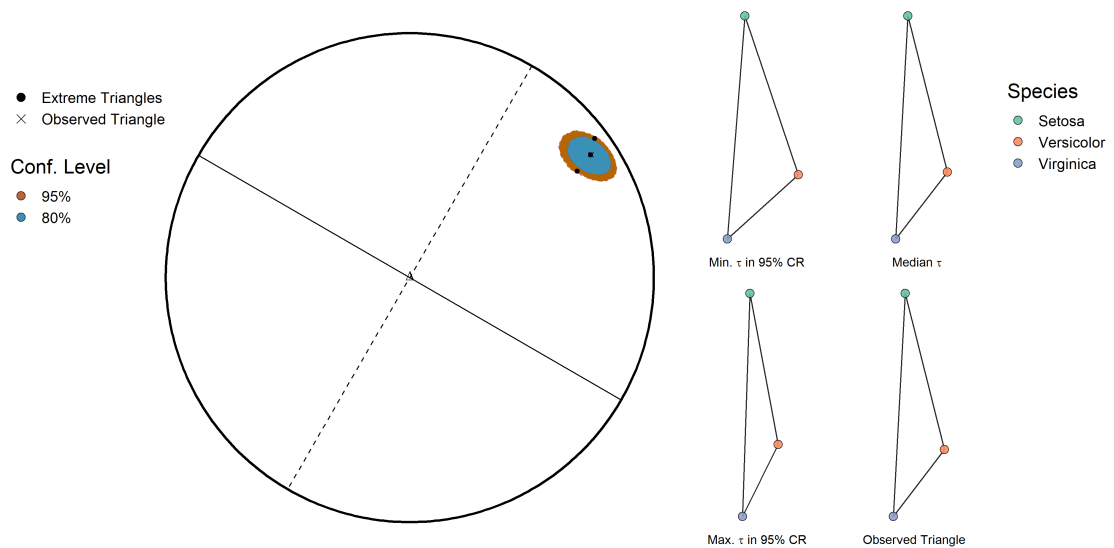 Extreme Triangles
Observed Triangle
Conf. Level
95%
80%
Min. τ in 95% CR
Median τ
Max. τ in 95% CR
Observed Triangle
Species
Setosa
Versicolor
Virginica